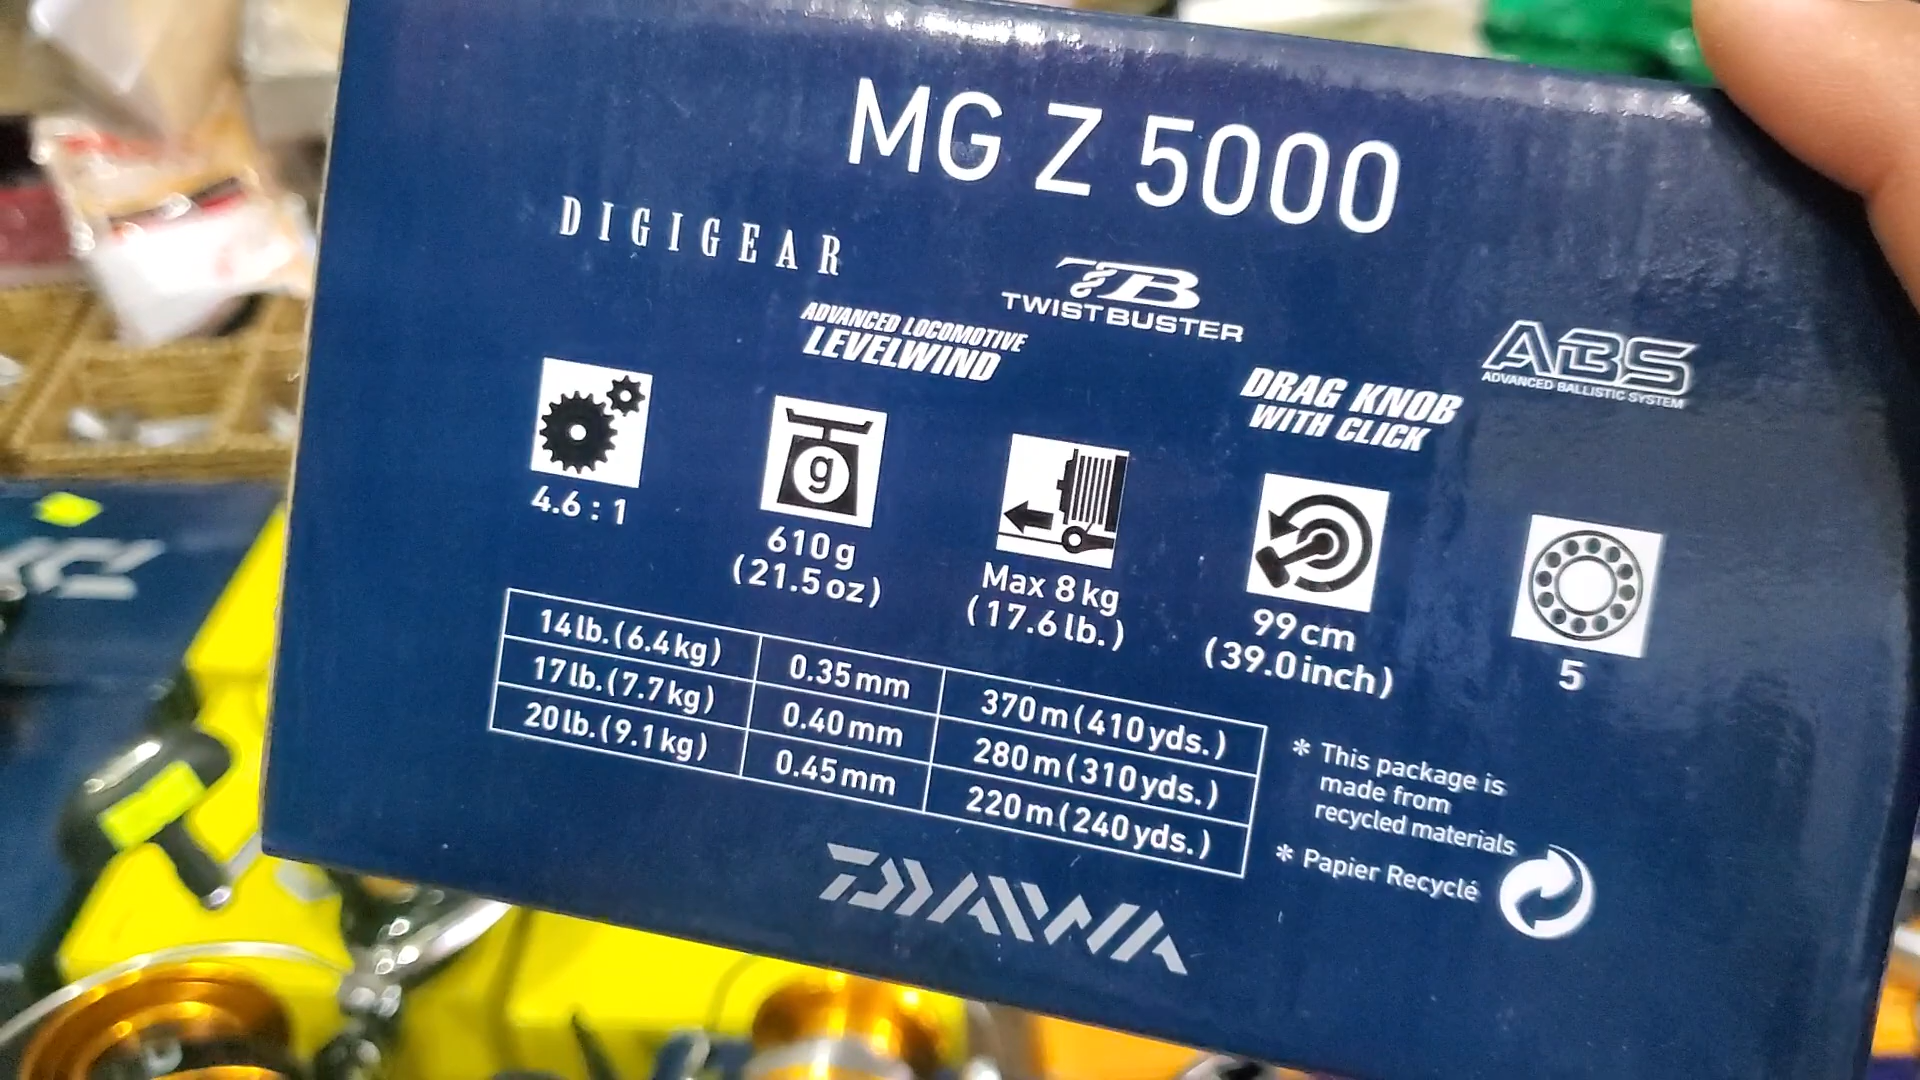 MG Z 5000
DIGIGEAR
TB
TWISTBUSTER
ADVANCED LOCOMOTIVE
LEVELWIND
ABS
ADVANCED BALLISTIC SYSTEM
DRAG KNOB
WITH CLICK
g
4.6 : 1
610g
(21.5oz)
Max 8kg
(17.6lb.)
99cm
(39.0inch)
5
14lb.(6.4kg) 0.35mm 370m(410yds.)
17lb.(7.7kg) 0.40mm 280m(310yds.)
20lb.(9.1kg) 0.45mm 220m(240yds.)
* This package is
made from
recycled materials
* Papier Recyclé
DAIWA